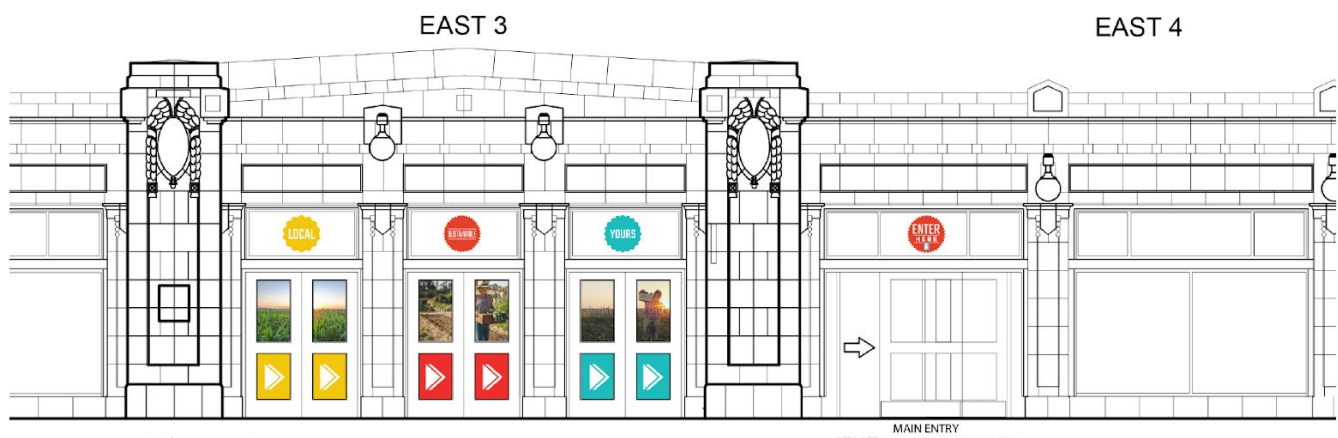 EAST 3
EAST 4
LOCAL
SUSTAINABLE
YOURS
ENTER
HERE
MAIN ENTRY